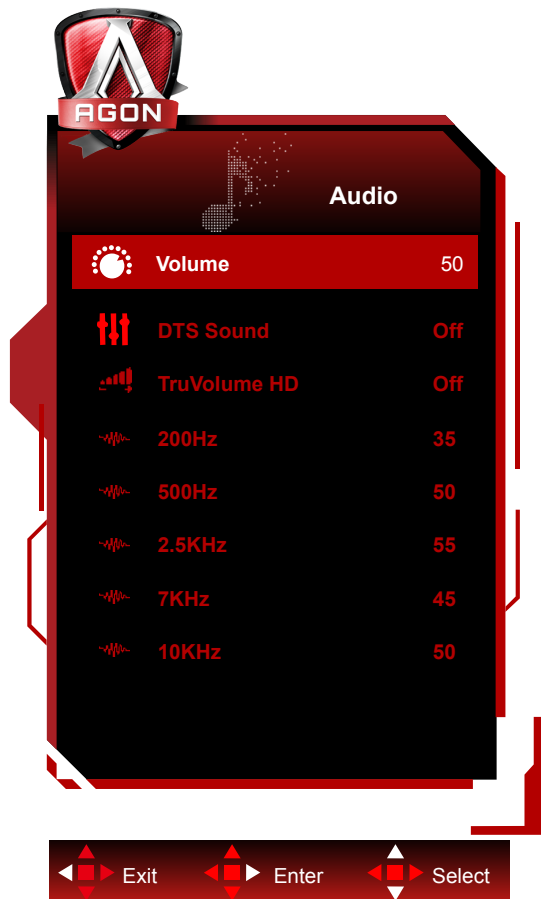 AGON
Audio
Volume 50
DTS Sound Off
TruVolume HD Off
200Hz 35
500Hz 50
2.5KHz 55
7KHz 45
10KHz 50
Exit Enter Select